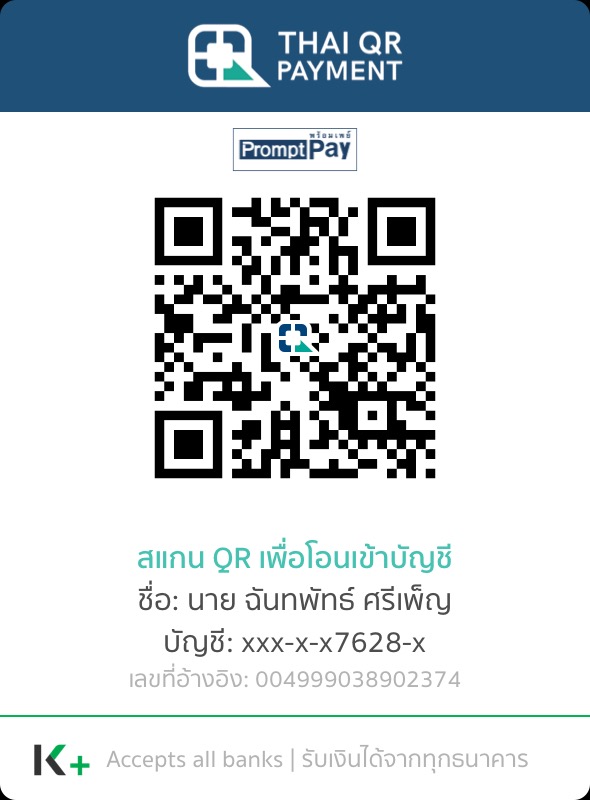 THAI QR
PAYMENT
พร้อมเพย์
PromptPay
สแกน QR เพื่อโอนเข้าบัญชี
ชื่อ: นาย ฉันทพัทธ์ ศรีเพ็ญ
บัญชี: xxx-x-x7628-x
เลขที่อ้างอิง: 004999038902374
K+ Accepts all banks | รับเงินได้จากทุกธนาคาร